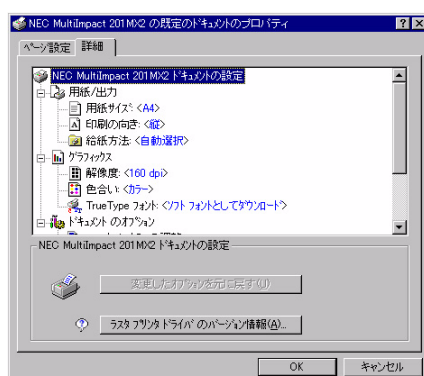 NEC MultiImpact 201MX2 の既定のドキュメントのプロパティ
ページ設定 詳細
NEC MultiImpact 201MX2 ドキュメントの設定
用紙/出力
用紙サイズ: <A4>
印刷の向き: <縦>
給紙方法: <自動選択>
グラフィックス
解像度: <160 dpi>
色合い: <カラー>
TrueType フォント: <ソフト フォントとしてダウンロード>
ドキュメント のオプション
NEC MultiImpact 201MX2 ドキュメントの設定
変更したオプションを元に戻す(U)
ラスタ プリンタ ドライバ のバージョン情報(A)...
OK キャンセル